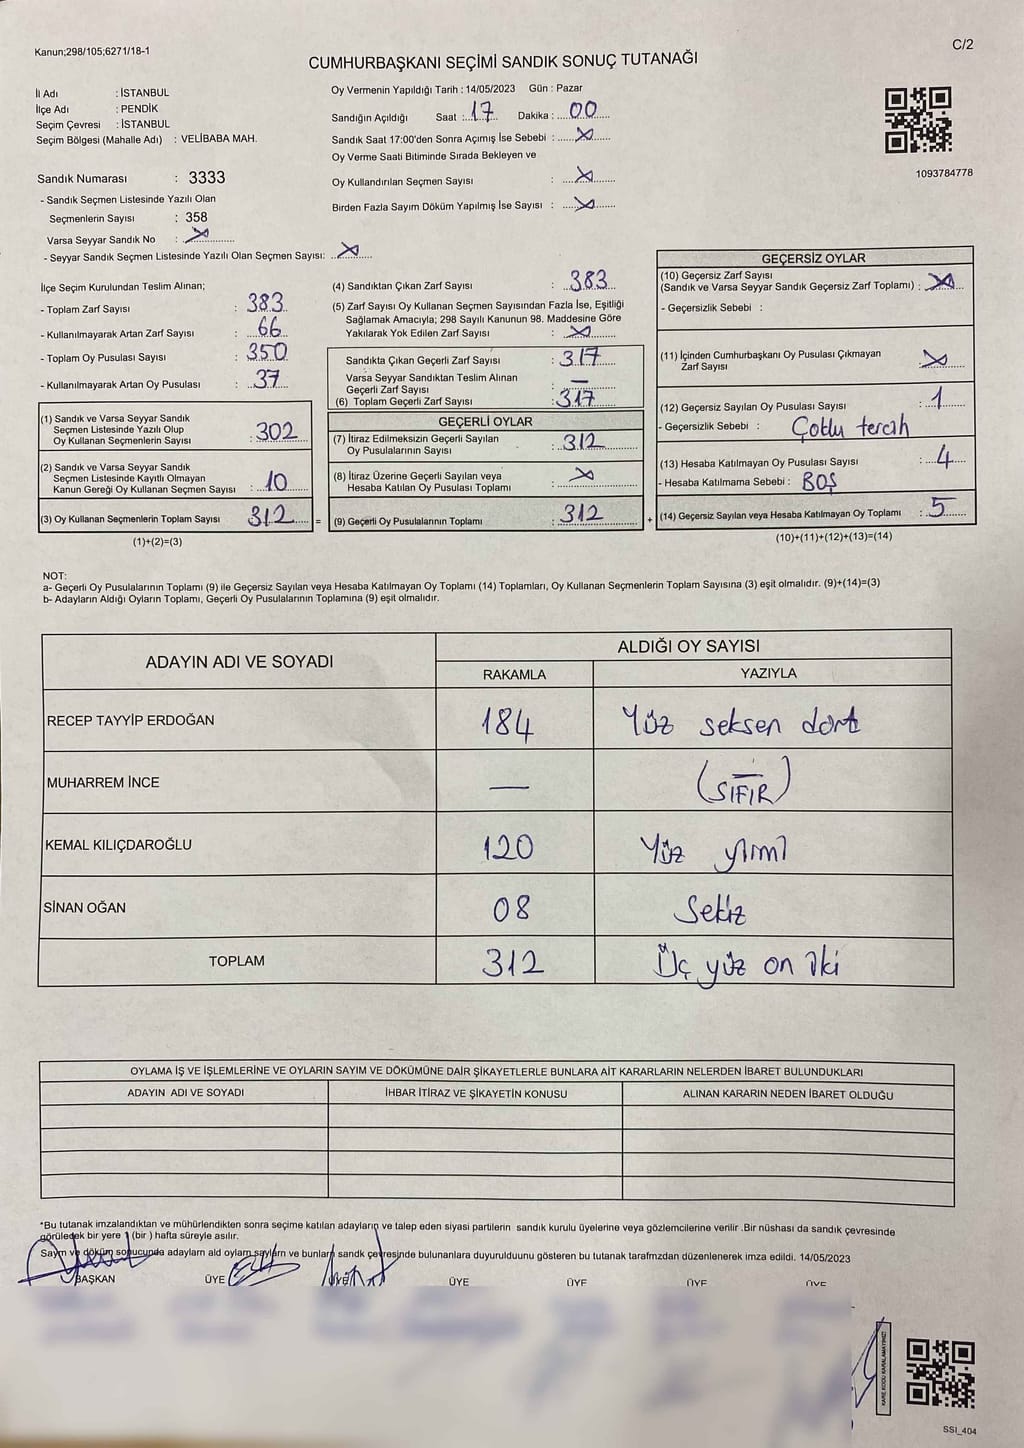 Kanun;298/105;6271/18-1
C/2
CUMHURBAŞKANI SEÇİMİ SANDIK SONUÇ TUTANAĞI
İl Adı : İSTANBUL
İlçe Adı : PENDİK
Seçim Çevresi : İSTANBUL
Seçim Bölgesi (Mahalle Adı) : VELİBABA MAH.
Oy Vermenin Yapıldığı Tarih : 14/05/2023 Gün : Pazar
Sandığın Açıldığı Saat : 17 Dakika : 00
Sandık Saat 17:00'den Sonra Açımış İse Sebebi :
Oy Verme Saati Bitiminde Sırada Bekleyen ve
Oy Kullandırılan Seçmen Sayısı :
Birden Fazla Sayım Döküm Yapılmış İse Sayısı :
1093784778
Sandık Numarası : 3333
- Sandık Seçmen Listesinde Yazılı Olan
Seçmenlerin Sayısı : 358
Varsa Seyyar Sandık No :
- Seyyar Sandık Seçmen Listesinde Yazılı Olan Seçmen Sayısı:
İlçe Seçim Kurulundan Teslim Alınan;
- Toplam Zarf Sayısı : 383
- Kullanılmayarak Artan Zarf Sayısı : 66
- Toplam Oy Pusulası Sayısı : 350
- Kullanılmayarak Artan Oy Pusulası : 37
(1) Sandık ve Varsa Seyyar Sandık
Seçmen Listesinde Yazılı Olup
Oy Kullanan Seçmenlerin Sayısı : 302
(2) Sandık ve Varsa Seyyar Sandık
Seçmen Listesinde Kayıtlı Olmayan
Kanun Gereği Oy Kullanan Seçmen Sayısı : 10
(3) Oy Kullanan Seçmenlerin Toplam Sayısı 312 =
(1)+(2)=(3)
(4) Sandıktan Çıkan Zarf Sayısı : 383
(5) Zarf Sayısı Oy Kullanan Seçmen Sayısından Fazla İse, Eşitliği
Sağlamak Amacıyla; 298 Sayılı Kanunun 98. Maddesine Göre
Yakılarak Yok Edilen Zarf Sayısı :
Sandıkta Çıkan Geçerli Zarf Sayısı : 317
Varsa Seyyar Sandıktan Teslim Alınan
Geçerli Zarf Sayısı : —
(6) Toplam Geçerli Zarf Sayısı : 317
GEÇERLİ OYLAR
(7) İtiraz Edilmeksizin Geçerli Sayılan
Oy Pusulalarının Sayısı : 312
(8) İtiraz Üzerine Geçerli Sayılan veya
Hesaba Katılan Oy Pusulası Toplamı :
(9) Geçerli Oy Pusulalarının Toplamı : 312 +
GEÇERSİZ OYLAR
(10) Geçersiz Zarf Sayısı
(Sandık ve Varsa Seyyar Sandık Geçersiz Zarf Toplamı) :
- Geçersizlik Sebebi :
(11) İçinden Cumhurbaşkanı Oy Pusulası Çıkmayan
Zarf Sayısı :
(12) Geçersiz Sayılan Oy Pusulası Sayısı : 1
- Geçersizlik Sebebi : Çoklu tercih
(13) Hesaba Katılmayan Oy Pusulası Sayısı : 4
- Hesaba Katılmama Sebebi : BOŞ
(14) Geçersiz Sayılan veya Hesaba Katılmayan Oy Toplamı : 5
(10)+(11)+(12)+(13)=(14)
NOT:
a- Geçerli Oy Pusulalarının Toplamı (9) ile Geçersiz Sayılan veya Hesaba Katılmayan Oy Toplamı (14) Toplamları, Oy Kullanan Seçmenlerin Toplam Sayısına (3) eşit olmalıdır. (9)+(14)=(3)
b- Adayların Aldığı Oyların Toplamı, Geçerli Oy Pusulalarının Toplamına (9) eşit olmalıdır.
ADAYIN ADI VE SOYADI
ALDIĞI OY SAYISI
RAKAMLA YAZIYLA
RECEP TAYYİP ERDOĞAN 184 Yüz seksen dört
MUHARREM İNCE — (SIFIR)
KEMAL KILIÇDAROĞLU 120 Yüz yirmi
SİNAN OĞAN 08 Sekiz
TOPLAM 312 Üç yüz on iki
OYLAMA İŞ VE İŞLEMLERİNE VE OYLARIN SAYIM VE DÖKÜMÜNE DAİR ŞİKAYETLERLE BUNLARA AİT KARARLARIN NELERDEN İBARET BULUNDUKLARI
ADAYIN ADI VE SOYADI İHBAR İTİRAZ VE ŞİKAYETİN KONUSU ALINAN KARARIN NEDEN İBARET OLDUĞU
*Bu tutanak imzalandıktan ve mühürlendikten sonra seçime katılan adayların ve talep eden siyasi partilerin sandık kurulu üyelerine veya gözlemcilerine verilir .Bir nüshası da sandık çevresinde
görüledek bir yere 1 (bir ) hafta süreyle asılır.
Sayın ve döküm sonucunda adaylarn ald oyların sayları ve bunların sandk çevresinde bulunanlara duyurulduunu gösteren bu tutanak tarafmzdan düzenlenerek imza edildi. 14/05/2023
BAŞKAN ÜYE ÜYE ÜYE ÜYE ÜYE
KARE KODU KARALAMAYINIZ!
SSI_404